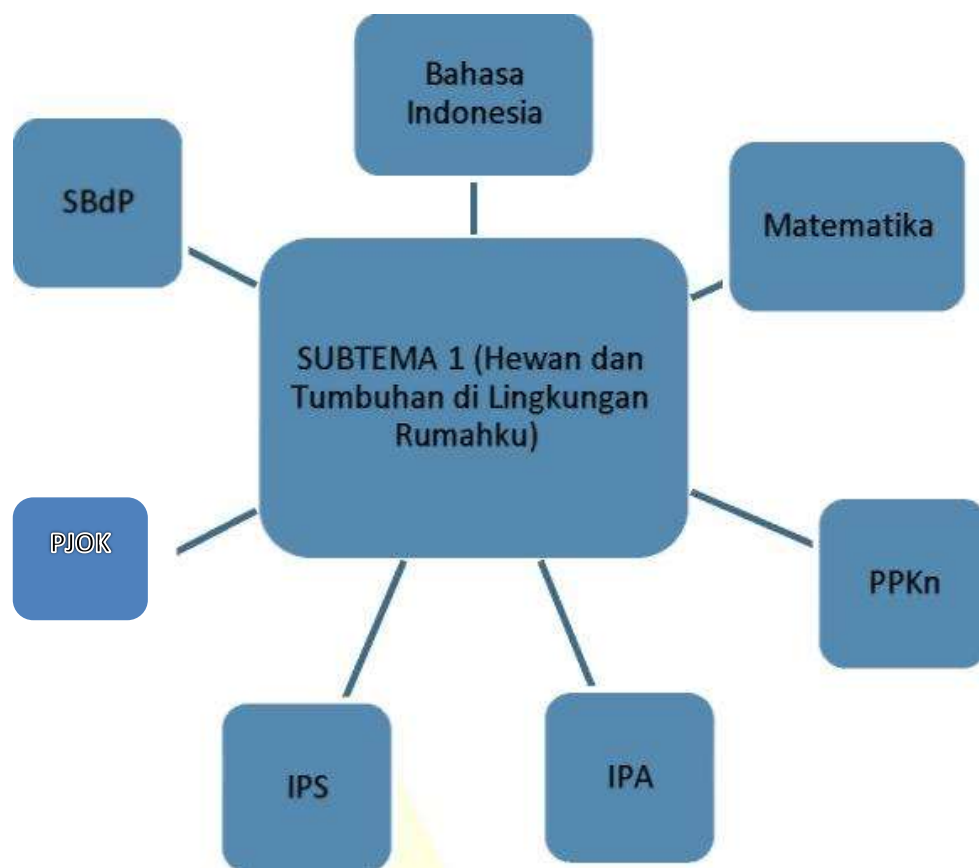 Bahasa
Indonesia
SBdP
Matematika
SUBTEMA 1 (Hewan dan
Tumbuhan di Lingkungan
Rumahku)
PJOK
PPKn
IPS
IPA